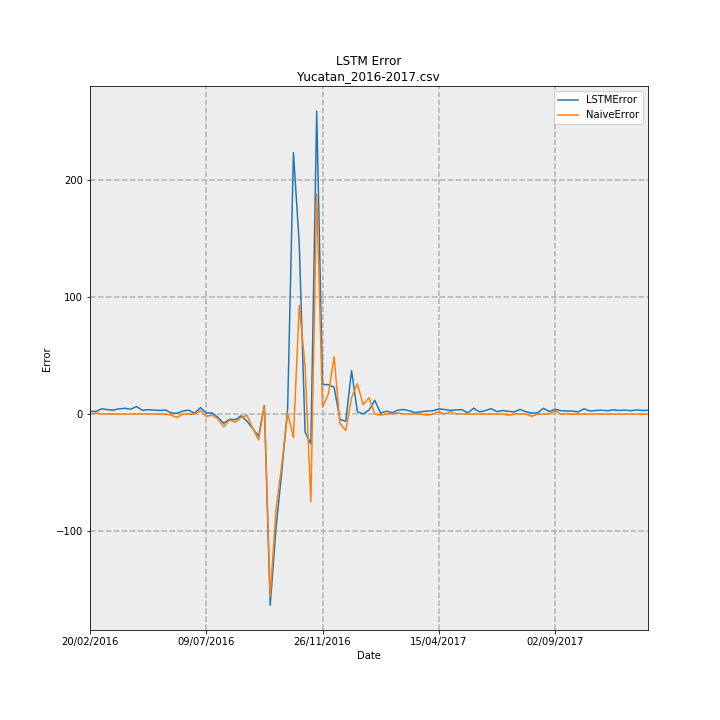 LSTM Error
Yucatan_2016-2017.csv
LSTMError
NaiveError
200
100
0
−100
Error
20/02/2016
09/07/2016
26/11/2016
15/04/2017
02/09/2017
Date